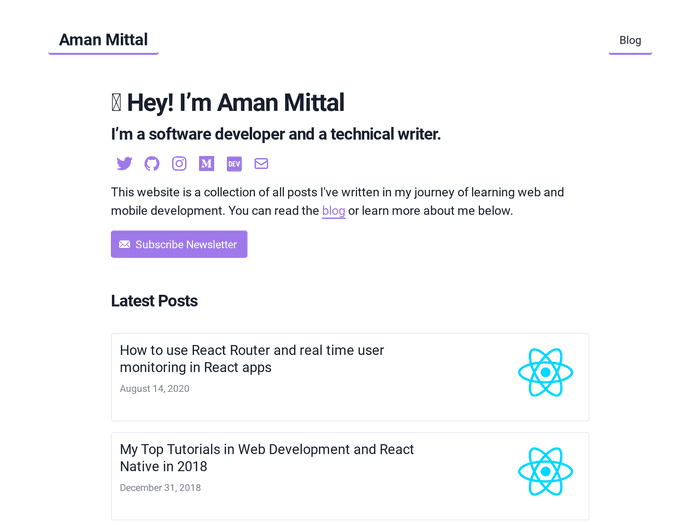 Aman Mittal
Blog
Hey! I’m Aman Mittal
I’m a software developer and a technical writer.
DEV
This website is a collection of all posts I've written in my journey of learning web and
mobile development. You can read the blog or learn more about me below.
Subscribe Newsletter
Latest Posts
How to use React Router and real time user
monitoring in React apps
August 14, 2020
My Top Tutorials in Web Development and React
Native in 2018
December 31, 2018